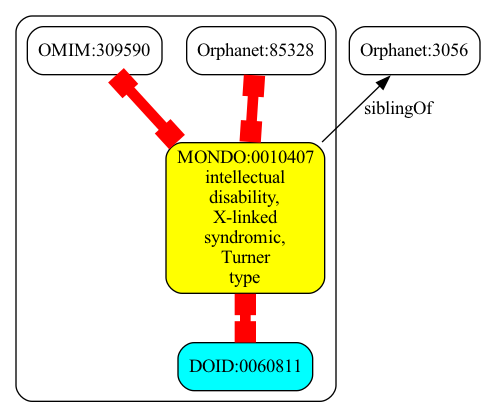 OMIM:309590
Orphanet:85328
Orphanet:3056
siblingOf
MONDO:0010407
intellectual
disability,
X-linked
syndromic,
Turner
type
DOID:0060811